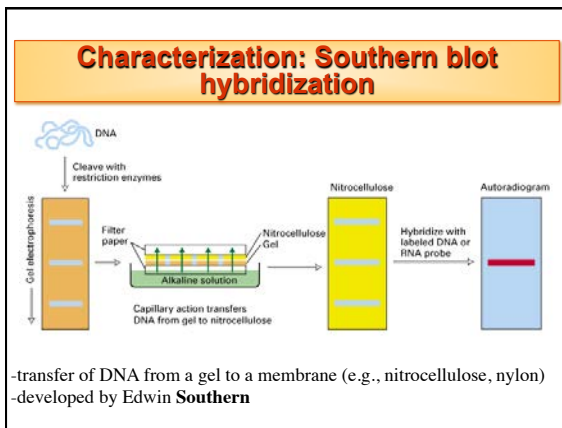 Characterization: Southern blot
hybridization
DNA
Cleave with
restriction enzymes
Gel electrophoresis
Filter
paper
Nitrocellulose
Gel
Alkaline solution
Capillary action transfers
DNA from gel to nitrocellulose
Nitrocellulose
Hybridize with
labeled DNA or
RNA probe
Autoradiogram
-transfer of DNA from a gel to a membrane (e.g., nitrocellulose, nylon)
-developed by Edwin Southern